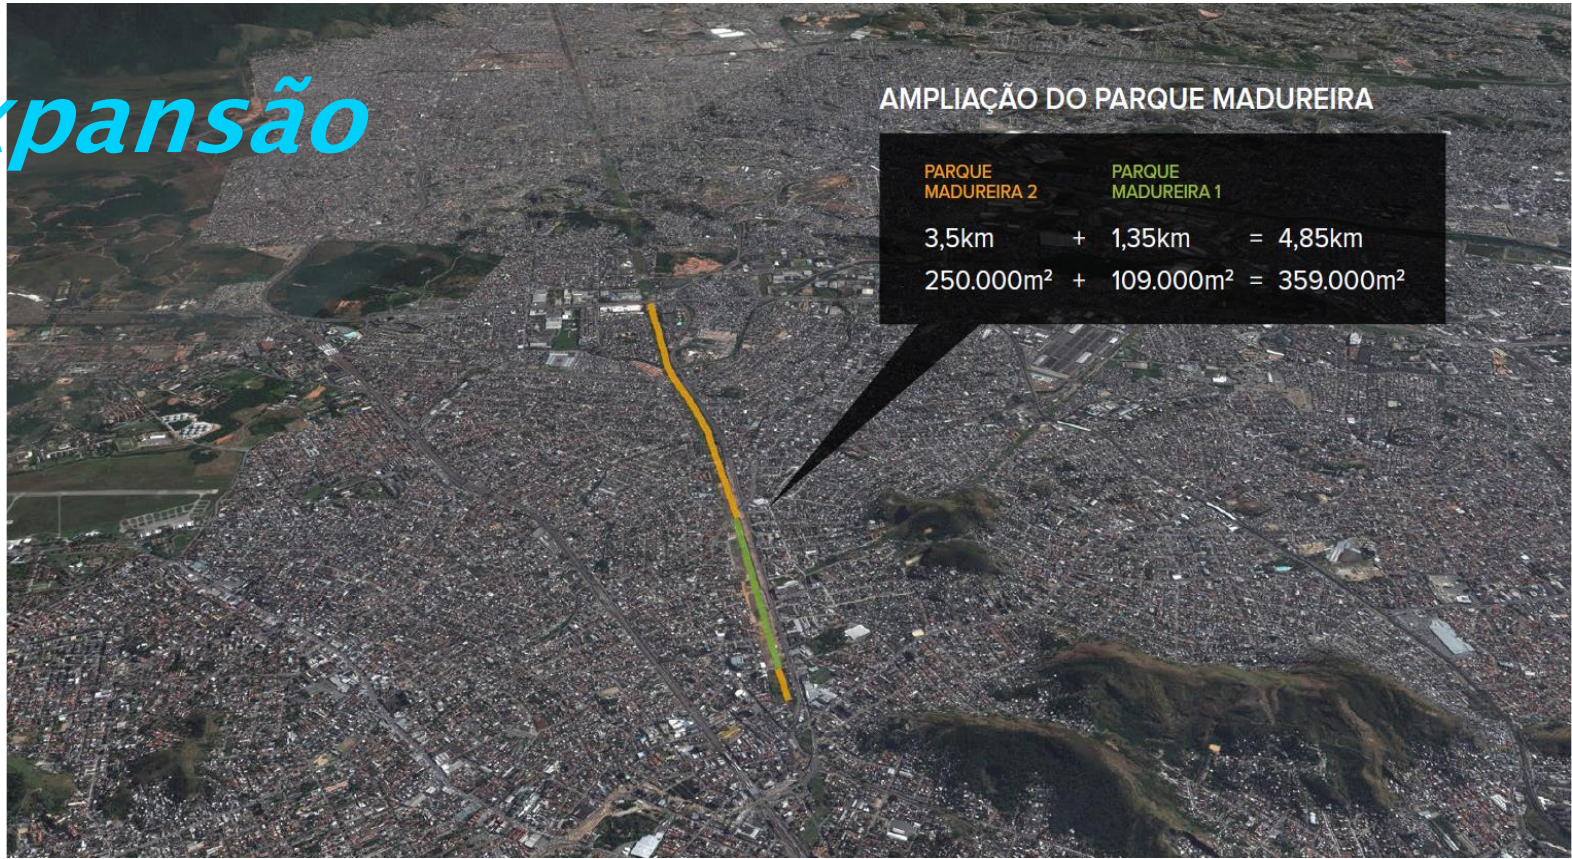 xpansão
AMPLIAÇÃO DO PARQUE MADUREIRA
PARQUE MADUREIRA 2
PARQUE MADUREIRA 1
3,5km + 1,35km = 4,85km
250.000m² + 109.000m² = 359.000m²